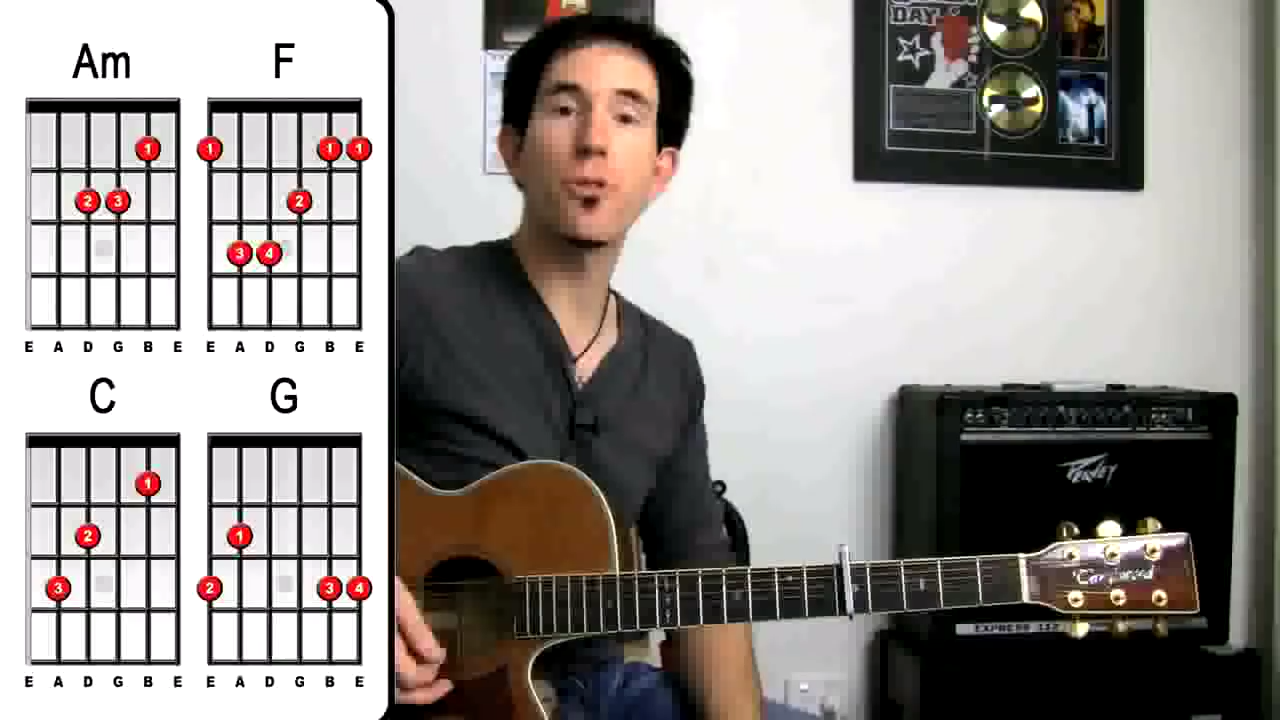 Am F
1 1 1 1
2 3 2
3 4
E A D G B E E A D G B E
C G
1
2 1
3 2 3 4
E A D G B E E A D G B E
DAY
PEAVEY
EXPRESS 112